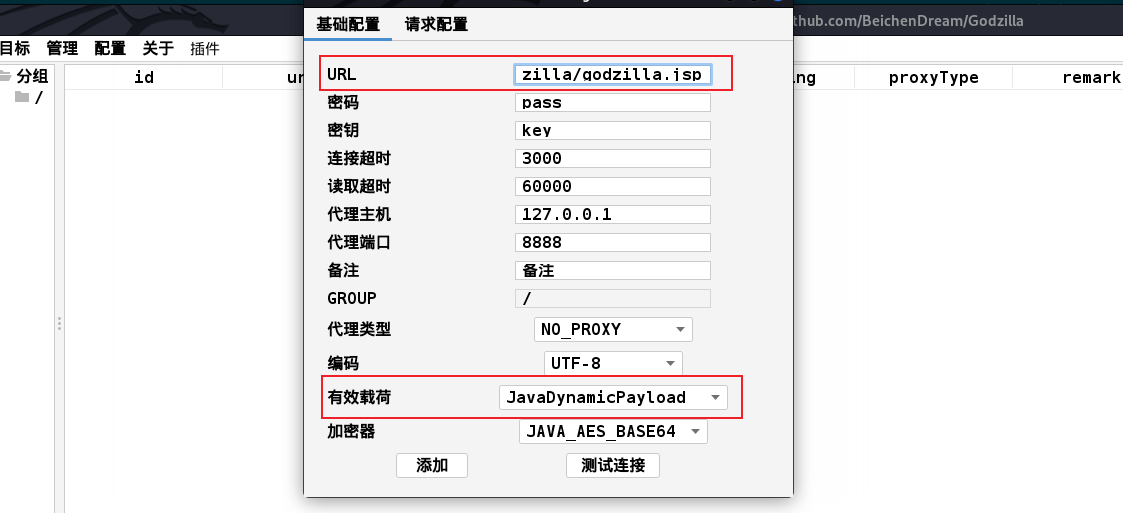 基础配置 请求配置
thub.com/BeichenDream/Godzilla
目标 管理 配置 关于 插件
分组 id ur ng proxyType remark
/
URL zilla/godzilla.jsp
密码 pass
密钥 key
连接超时 3000
读取超时 60000
代理主机 127.0.0.1
代理端口 8888
备注 备注
GROUP /
代理类型 NO_PROXY
编码 UTF-8
有效载荷 JavaDynamicPayload
加密器 JAVA_AES_BASE64
添加 测试连接